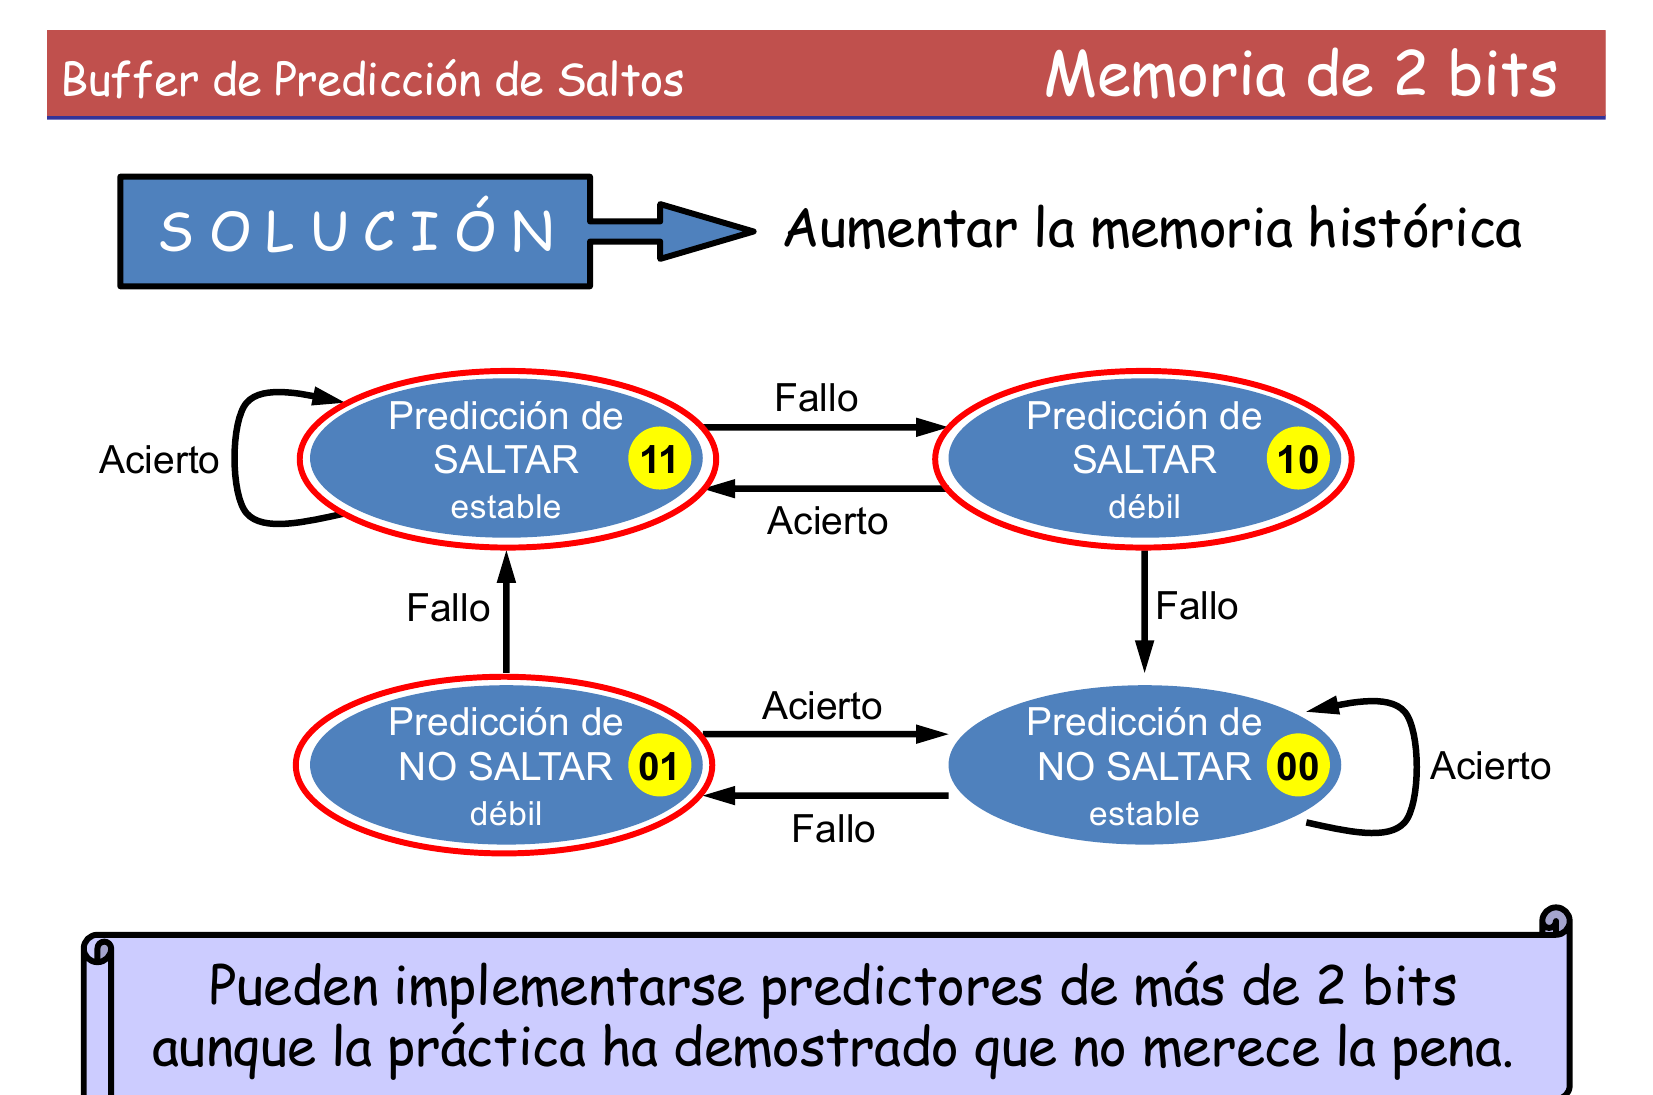 Buffer de Predicción de Saltos
Memoria de 2 bits
SOLUCIÓN
Aumentar la memoria histórica
Acierto
Predicción de
SALTAR
estable
11
Fallo
Acierto
Predicción de
SALTAR
débil
10
Fallo
Fallo
Predicción de
NO SALTAR
débil
01
Acierto
Fallo
Predicción de
NO SALTAR
estable
00
Acierto
Pueden implementarse predictores de más de 2 bits
aunque la práctica ha demostrado que no merece la pena.